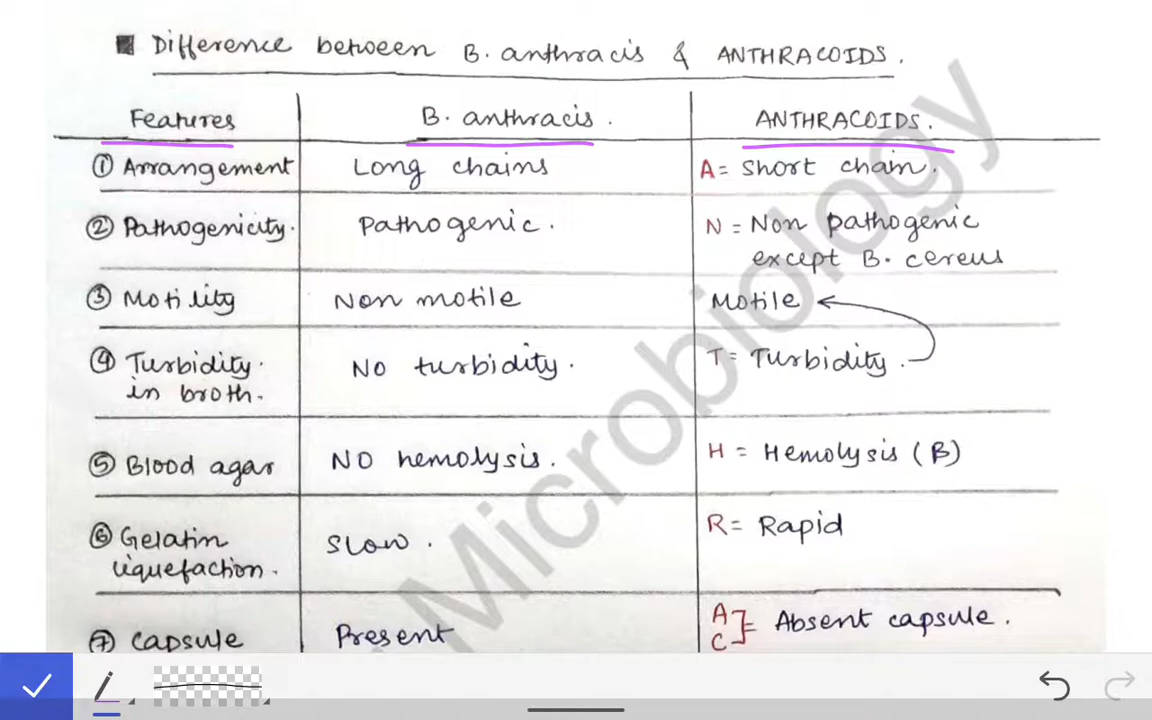 Difference between B. anthracis & ANTHRACOIDS.
Features B. anthracis. ANTHRACOIDS.
① Arrangement Long chains A = short chain.
② Pathogenicity. Pathogenic. N = Non pathogenic
except B. cereus
③ Motility Non motile Motile
④ Turbidity No turbidity. T = Turbidity.
in broth.
⑤ Blood agar NO hemolysis. H = Hemolysis (β)
⑥ Gelatin Slow. R = Rapid
liquefaction.
⑦ Capsule Present A C ] = Absent capsule.
Microbiology